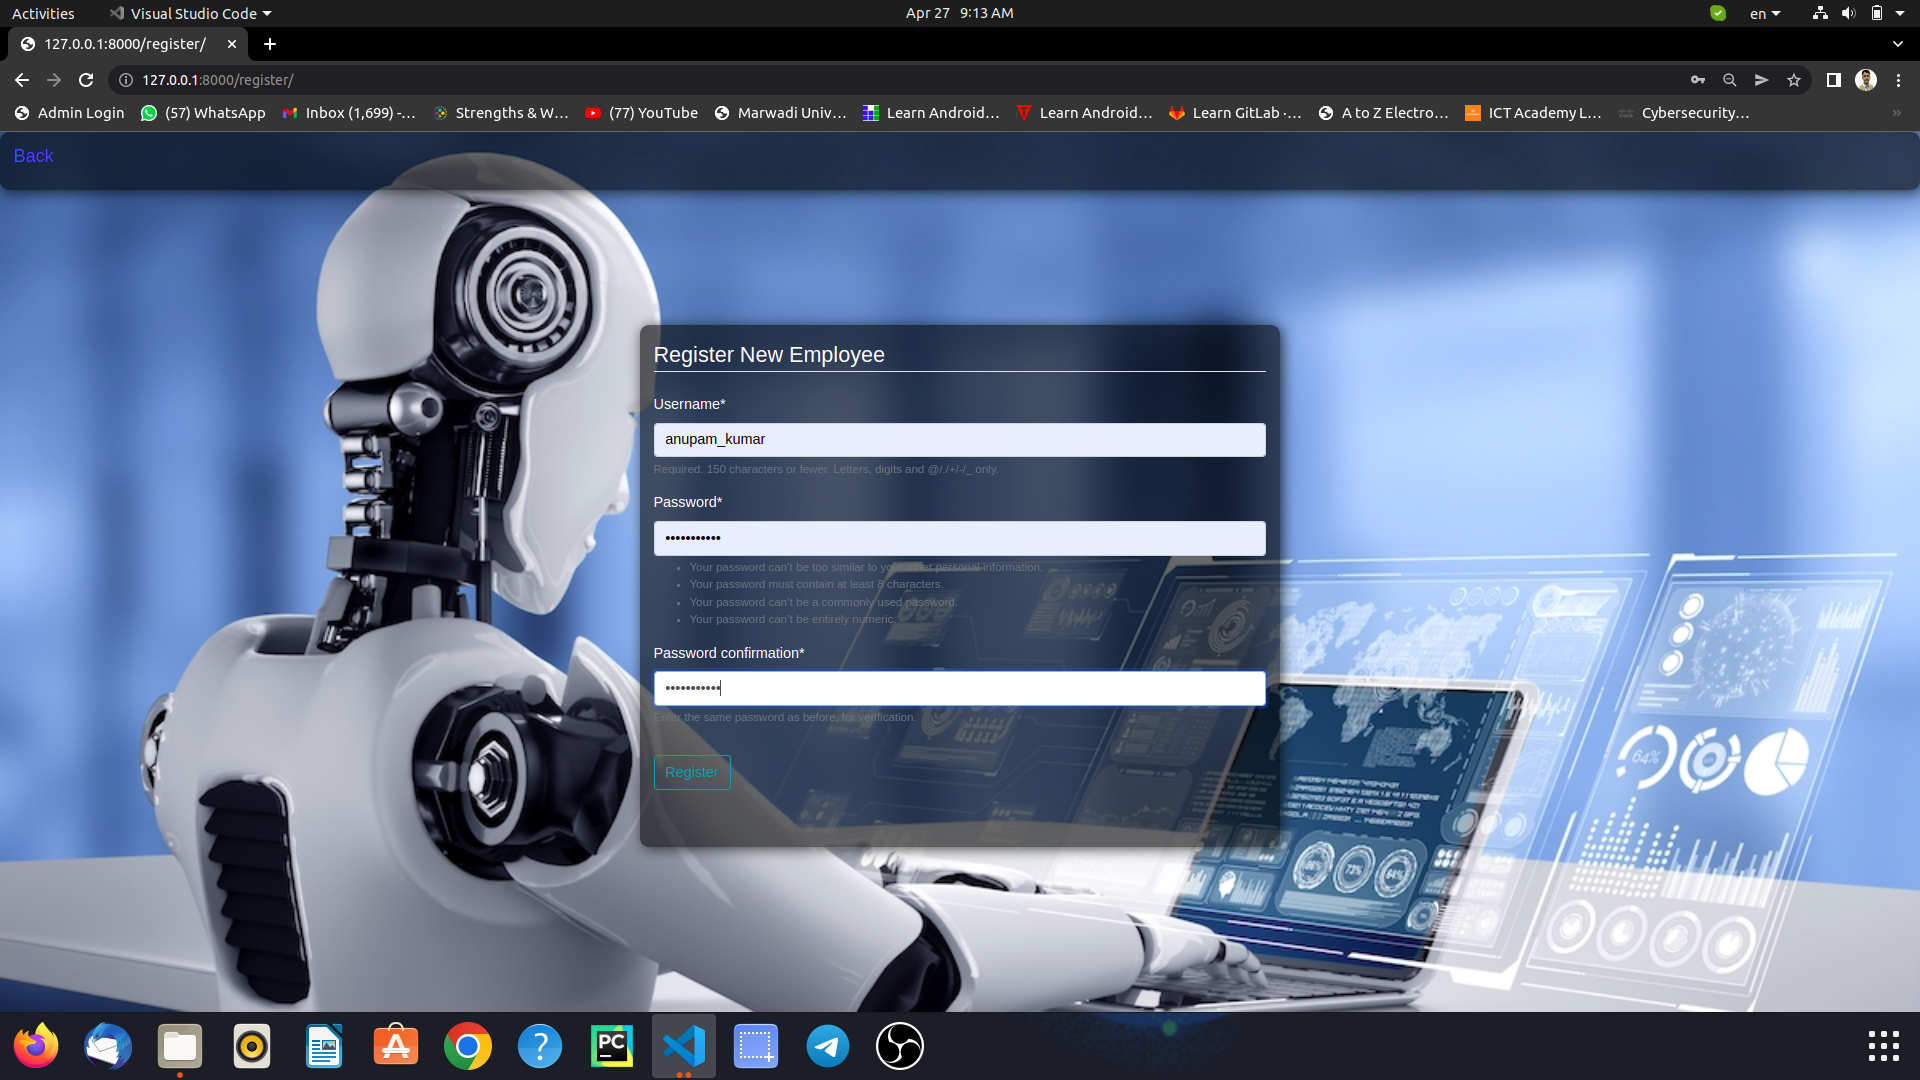 Activities
Visual Studio Code
Apr 27 9:13 AM
en
127.0.0.1:8000/register/
127.0.0.1:8000/register/
Admin Login
(57) WhatsApp
Inbox (1,699) -...
Strengths & W...
(77) YouTube
Marwadi Univ...
Learn Android...
Learn Android...
Learn GitLab ·...
A to Z Electro...
ICT Academy L...
Cybersecurity...
Back
Register New Employee
Username*
anupam_kumar
Required. 150 characters or fewer. Letters, digits and @/./+/-/_ only.
Password*
•••••••••••
Your password can't be too similar to your other personal information.
Your password must contain at least 8 characters.
Your password can't be a commonly used password.
Your password can't be entirely numeric.
Password confirmation*
•••••••••••
Enter the same password as before, for verification.
Register
64%
73%
64%
PC